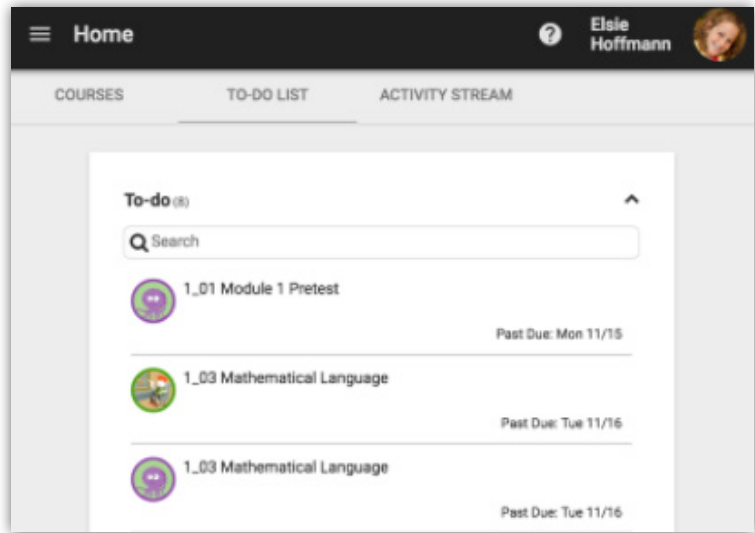 Home
Elsie
Hoffmann
COURSES TO-DO LIST ACTIVITY STREAM
To-do (8)
Search
1_01 Module 1 Pretest
Past Due: Mon 11/15
1_03 Mathematical Language
Past Due: Tue 11/16
1_03 Mathematical Language
Past Due: Tue 11/16